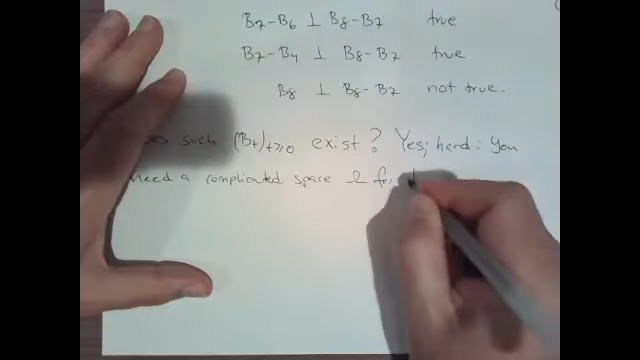 B₇-B₆ ⊥ B₈-B₇ true
B₇-B₄ ⊥ B₈-B₇ true
B₈ ⊥ B₈-B₇ not true.
such (Bₜ)ₜ≥₀ exist? Yes; hard: you
need a complicated space Ω